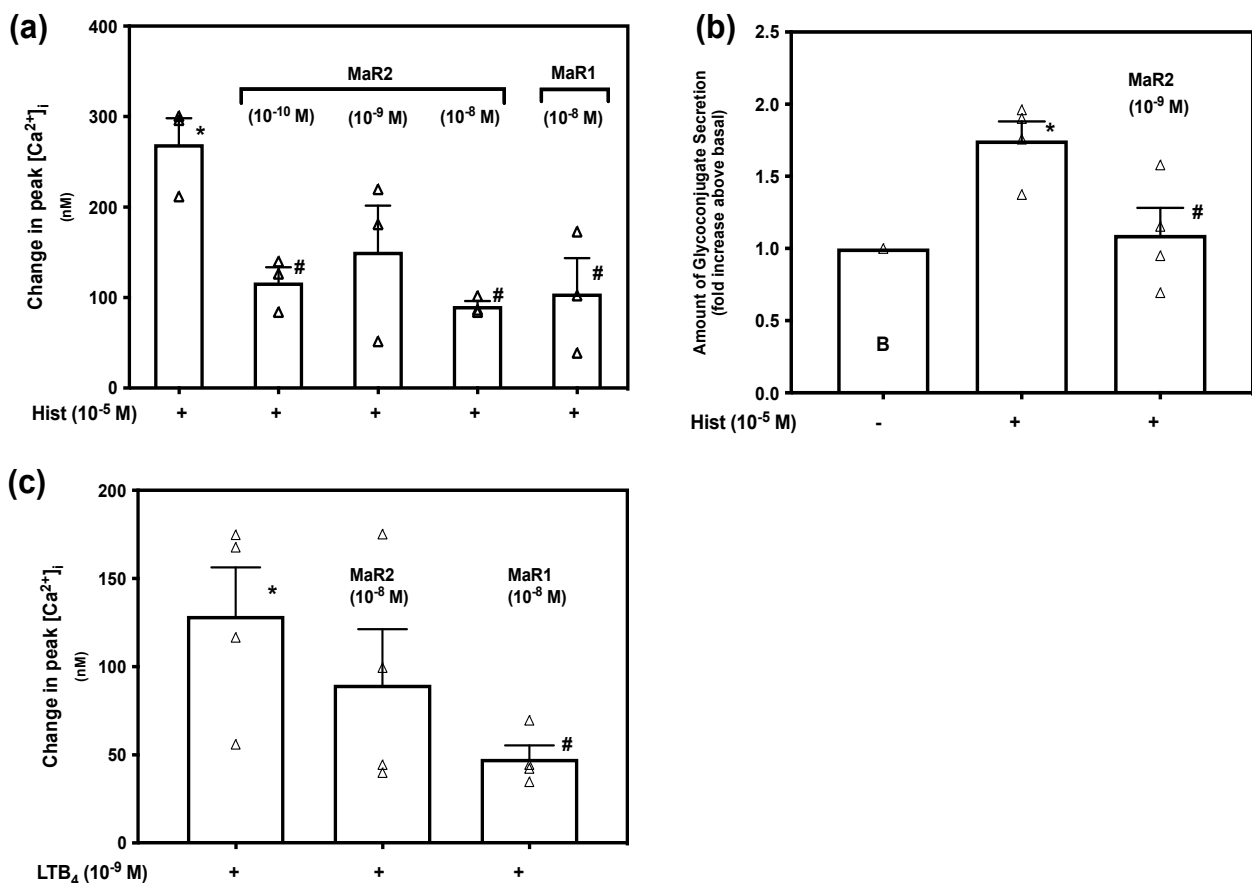 (a)
400
300
200
100
0
Change in peak [Ca²⁺]ᵢ
(nM)
MaR2
MaR1
(10⁻¹⁰ M) (10⁻⁹ M) (10⁻⁸ M) (10⁻⁸ M)
*
#
#
#
Hist (10⁻⁵ M) + + + + +
(b)
2.5
2.0
1.5
1.0
0.5
0.0
Amount of Glycoconjugate Secretion
(fold increase above basal)
MaR2
(10⁻⁹ M)
*
#
B
Hist (10⁻⁵ M) - + +
(c)
200
150
100
50
0
Change in peak [Ca²⁺]ᵢ
(nM)
*
MaR2
(10⁻⁸ M)
MaR1
(10⁻⁸ M)
#
LTB₄ (10⁻⁹ M) + + +